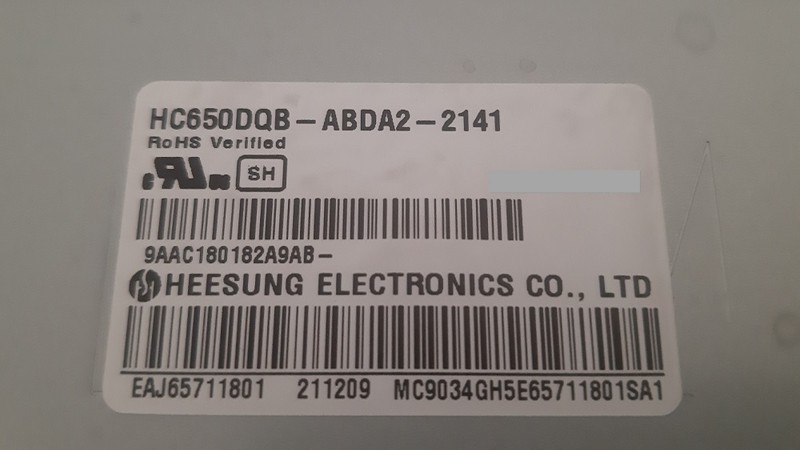 HC650DQB-ABDA2-2141
RoHS Verified
SH
9AAC180182A9AB-
HEESUNG ELECTRONICS CO., LTD
EAJ65711801 211209 MC9034GH5E65711801SA1